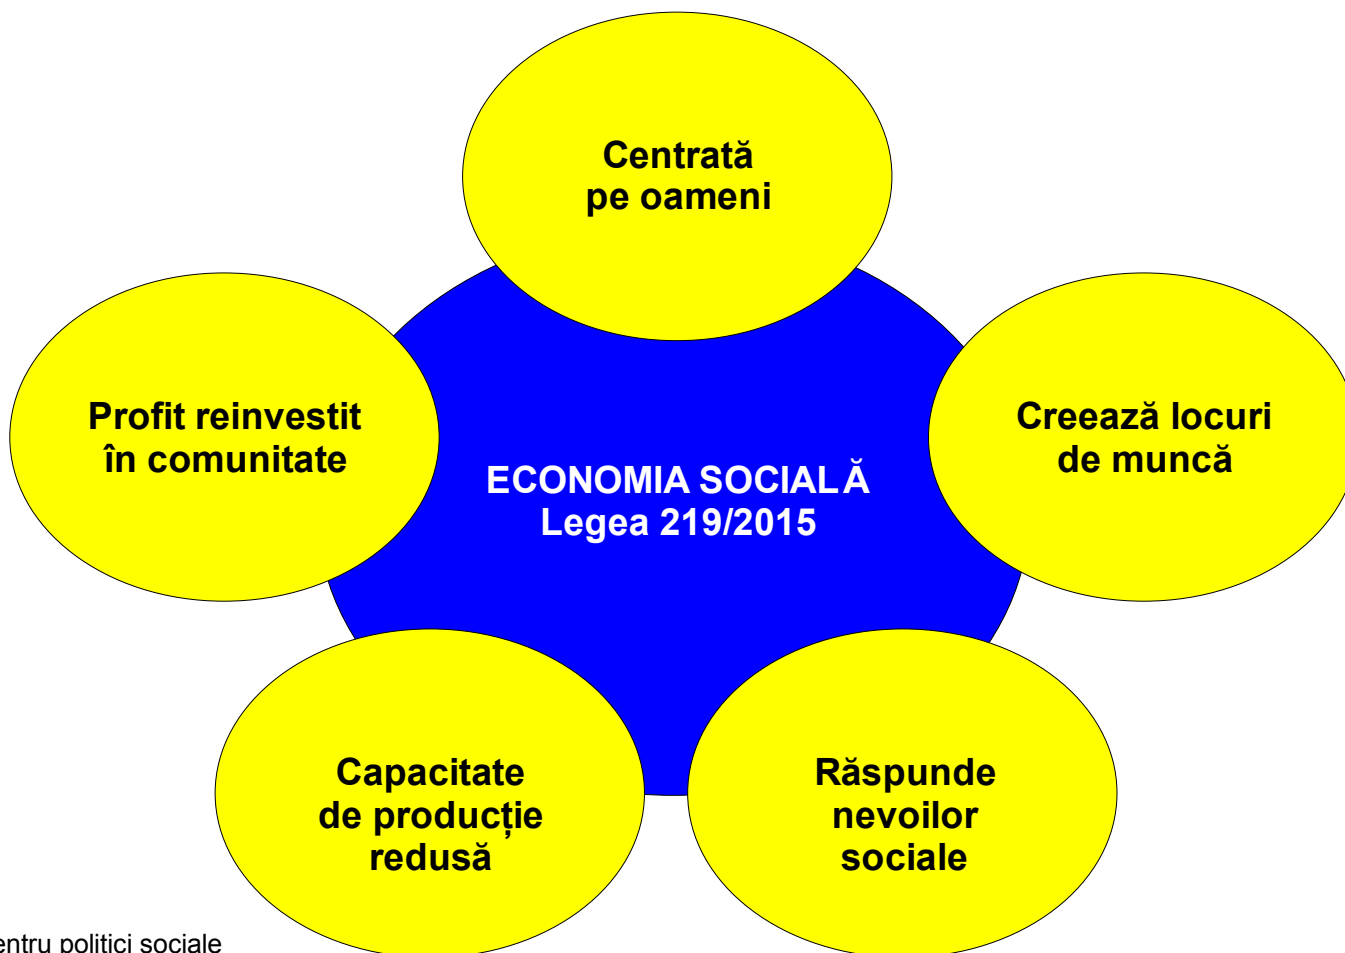 Centrată
pe oameni
Profit reinvestit
în comunitate
Creează locuri
de muncă
ECONOMIA SOCIALĂ
Legea 219/2015
Capacitate
de producție
redusă
Răspunde
nevoilor
sociale
entru politici sociale